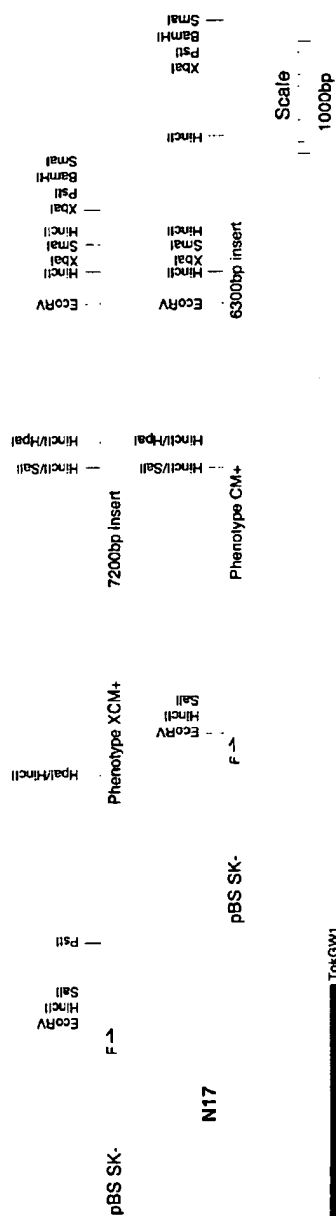 EcoRV
HincII
SalI
PstI
HpaI/HincII
HincII/SalI
HincII/HpaI
EcoRV
HincII
XbaI
SmaI
HincII
XbaI
PstI
BamHI
SmaI
pBS SK-
F
Phenotype XCM+
7200bp insert
EcoRV
HincII
SalI
HincII/SalI
HincII/HpaI
EcoRV
HincII
XbaI
SmaI
HincII
HincII
XbaI
PstI
BamHI
SmaI
N17
pBS SK-
F
Phenotype CM+
6300bp insert
Scale
1000bp
TokGW1